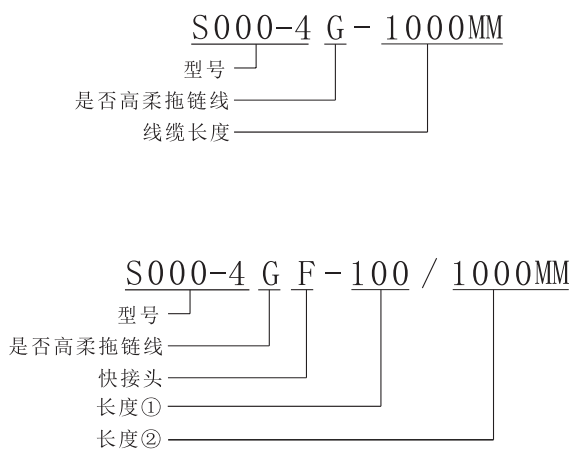 S000-4 G-1000MM
型号
是否高柔拖链线
线缆长度
S000-4 G F-100/1000MM
型号
是否高柔拖链线
快接头
长度①
长度②